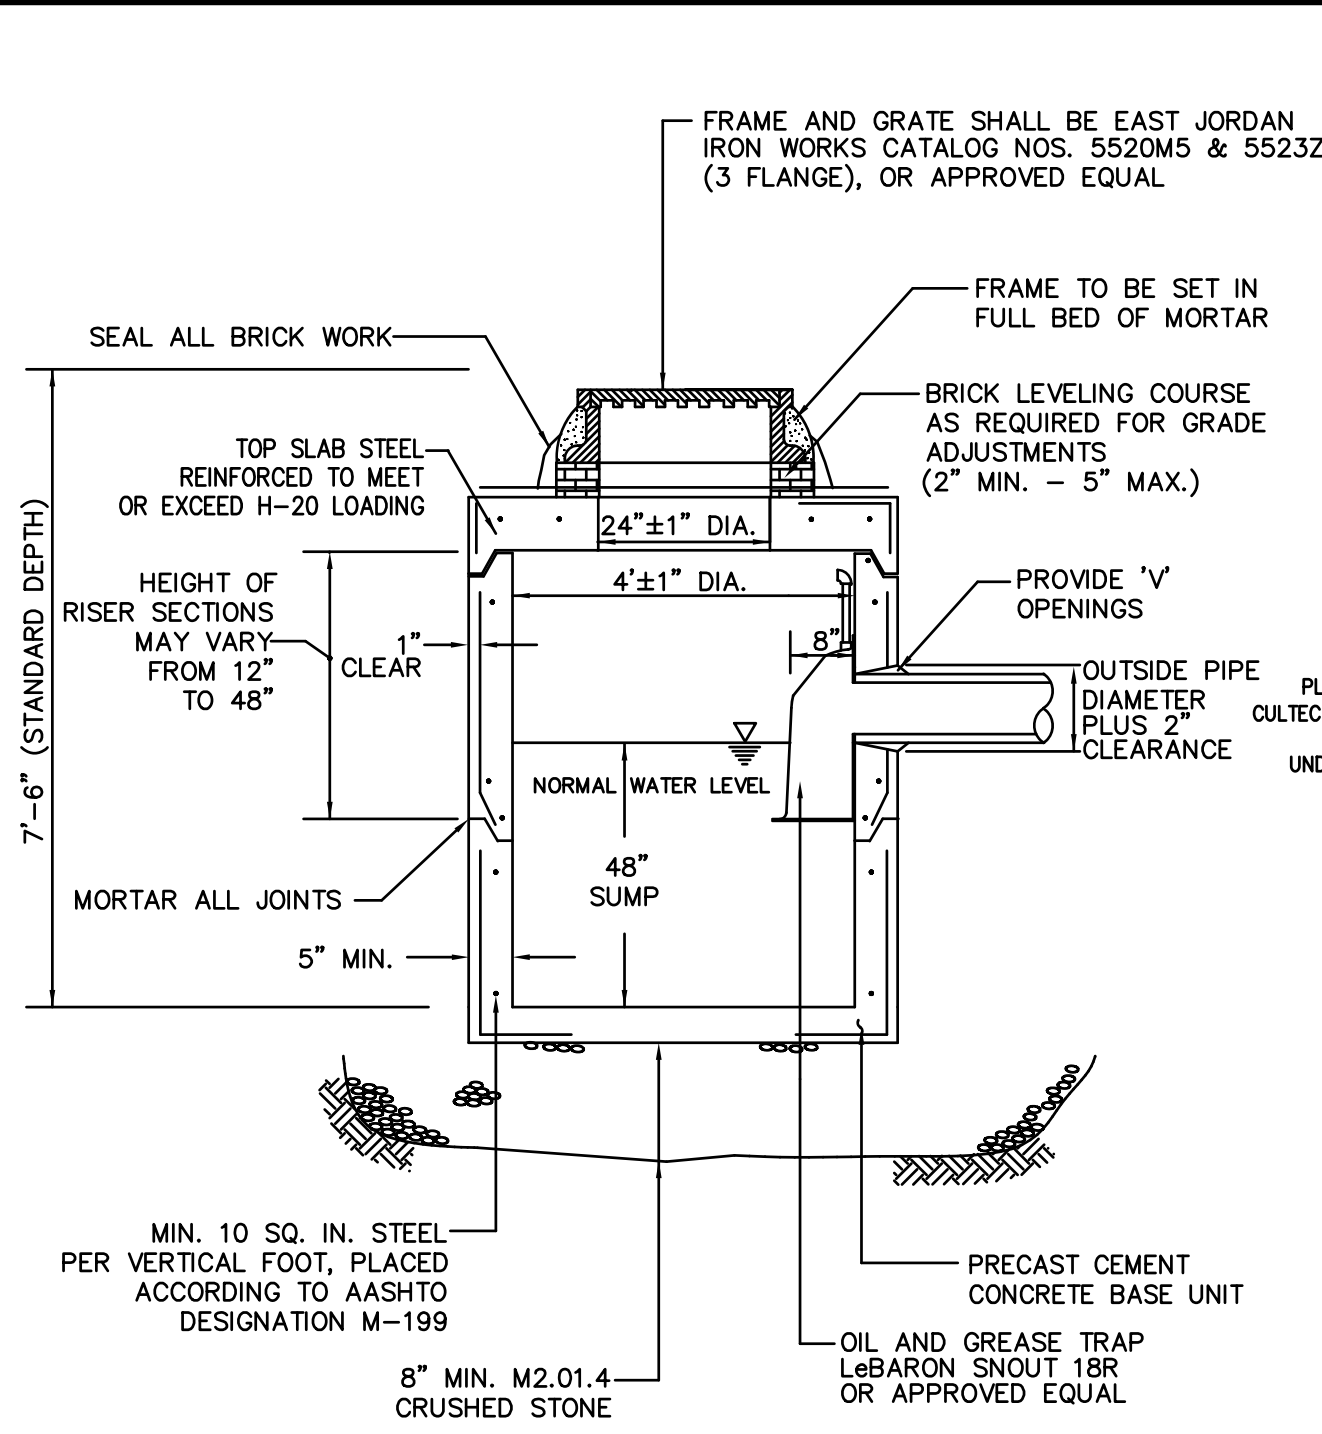 FRAME AND GRATE SHALL BE EAST JORDAN
IRON WORKS CATALOG NOS. 5520M5 & 5523Z
(3 FLANGE), OR APPROVED EQUAL
FRAME TO BE SET IN
FULL BED OF MORTAR
SEAL ALL BRICK WORK
BRICK LEVELING COURSE
AS REQUIRED FOR GRADE
ADJUSTMENTS
(2” MIN. – 5” MAX.)
TOP SLAB STEEL
REINFORCED TO MEET
OR EXCEED H–20 LOADING
24”±1” DIA.
4’±1” DIA.
HEIGHT OF
RISER SECTIONS
MAY VARY
FROM 12”
TO 48”
1”
CLEAR
8”
PROVIDE 'V'
OPENINGS
OUTSIDE PIPE
DIAMETER
PLUS 2”
CLEARANCE
PL
CULTEC
UND
7’–6” (STANDARD DEPTH)
NORMAL WATER LEVEL
48”
SUMP
MORTAR ALL JOINTS
5” MIN.
MIN. 10 SQ. IN. STEEL
PER VERTICAL FOOT, PLACED
ACCORDING TO AASHTO
DESIGNATION M–199
PRECAST CEMENT
CONCRETE BASE UNIT
OIL AND GREASE TRAP
LeBARON SNOUT 18R
OR APPROVED EQUAL
8” MIN. M2.01.4
CRUSHED STONE